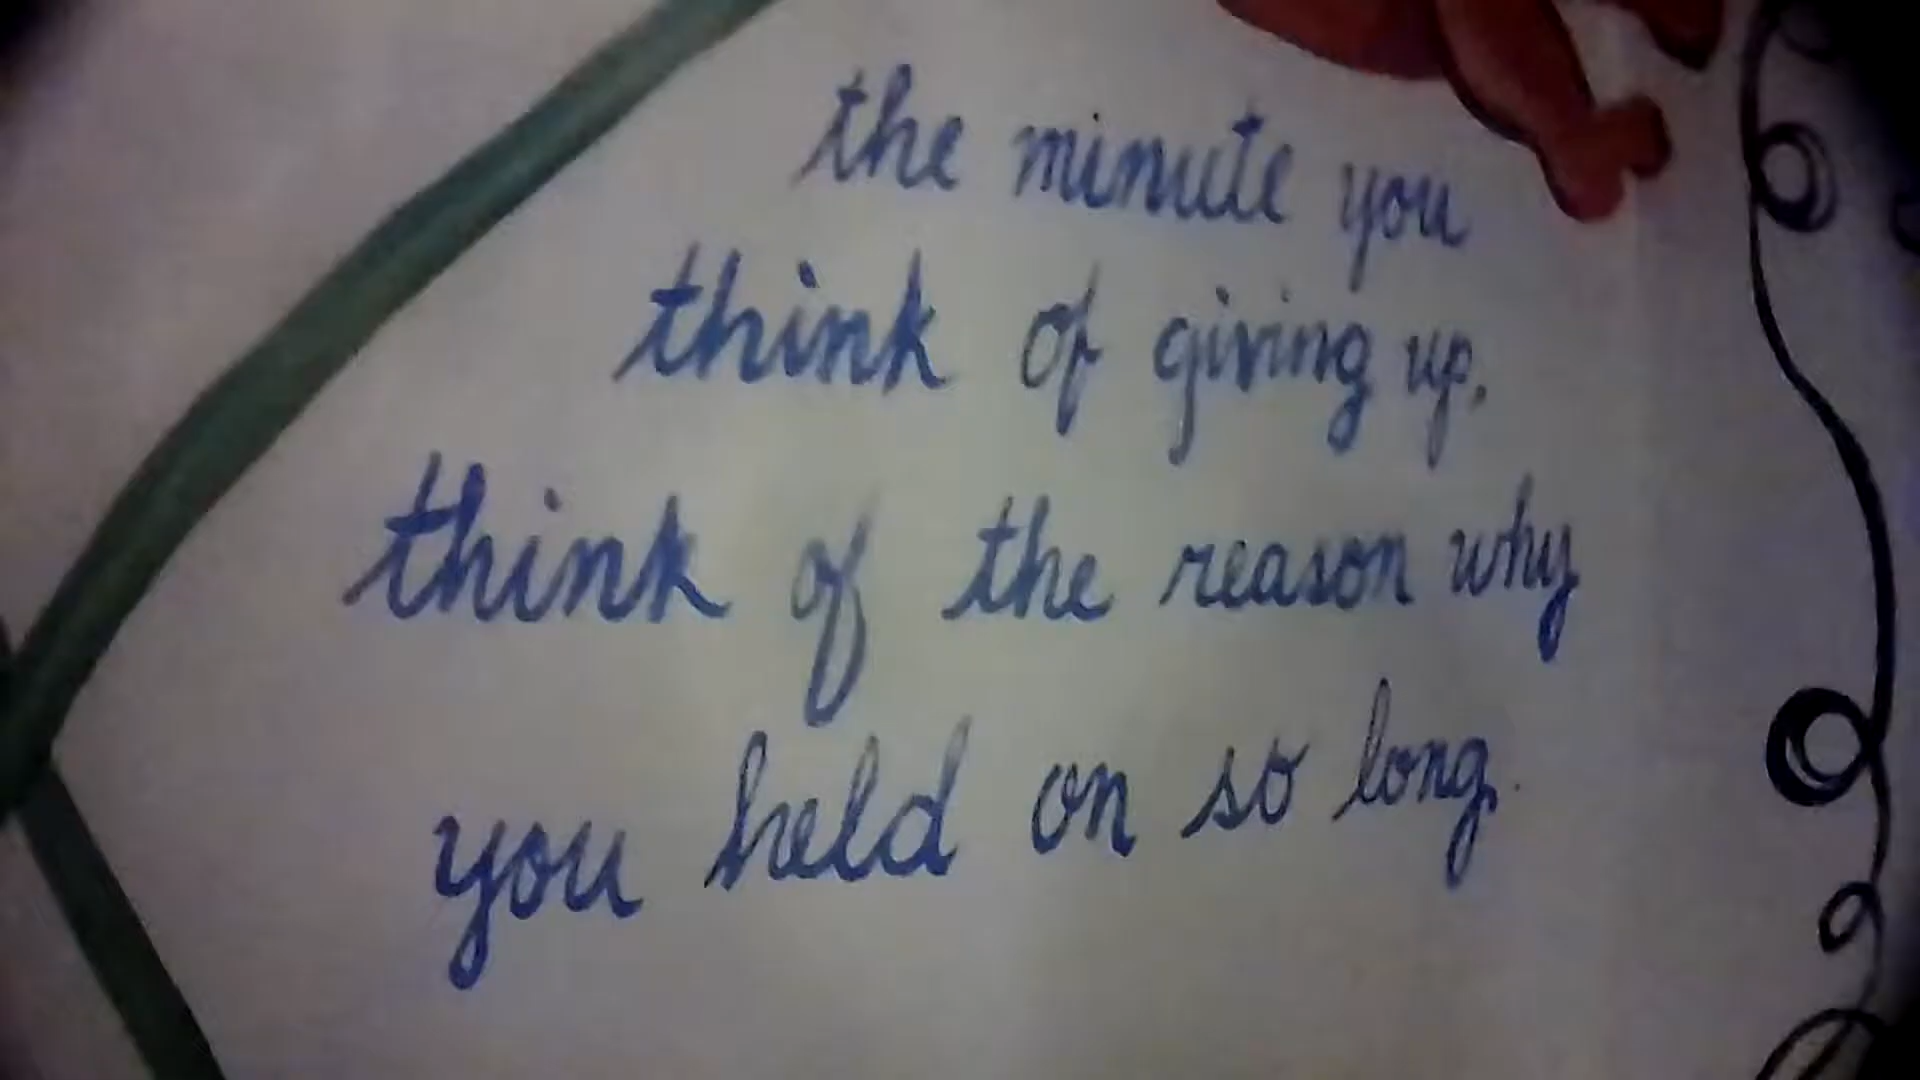 the minute you
think of giving up,
think of the reason why
you held on so long.